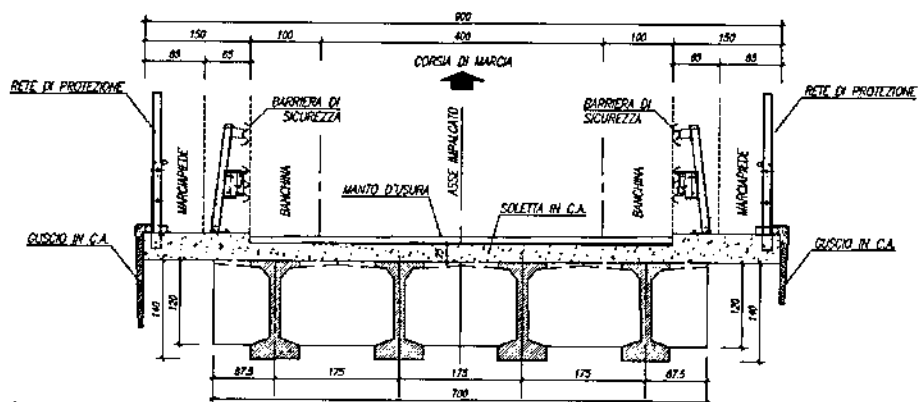 900
150
100
400
100
150
85
65
CORSIA DI MARCIA
65
85
RETE DI PROTEZIONE
RETE DI PROTEZIONE
BARRIERA DI
SICUREZZA
BARRIERA DI
SICUREZZA
MARCIAPIEDE
BANCHINA
ASSE IMPALCATO
BANCHINA
MARCIAPIEDE
MANTO D'USURA
SOLETTA IN C.A.
GUSCIO IN C.A.
GUSCIO IN C.A.
140
120
120
140
87.5
175
175
175
87.5
700